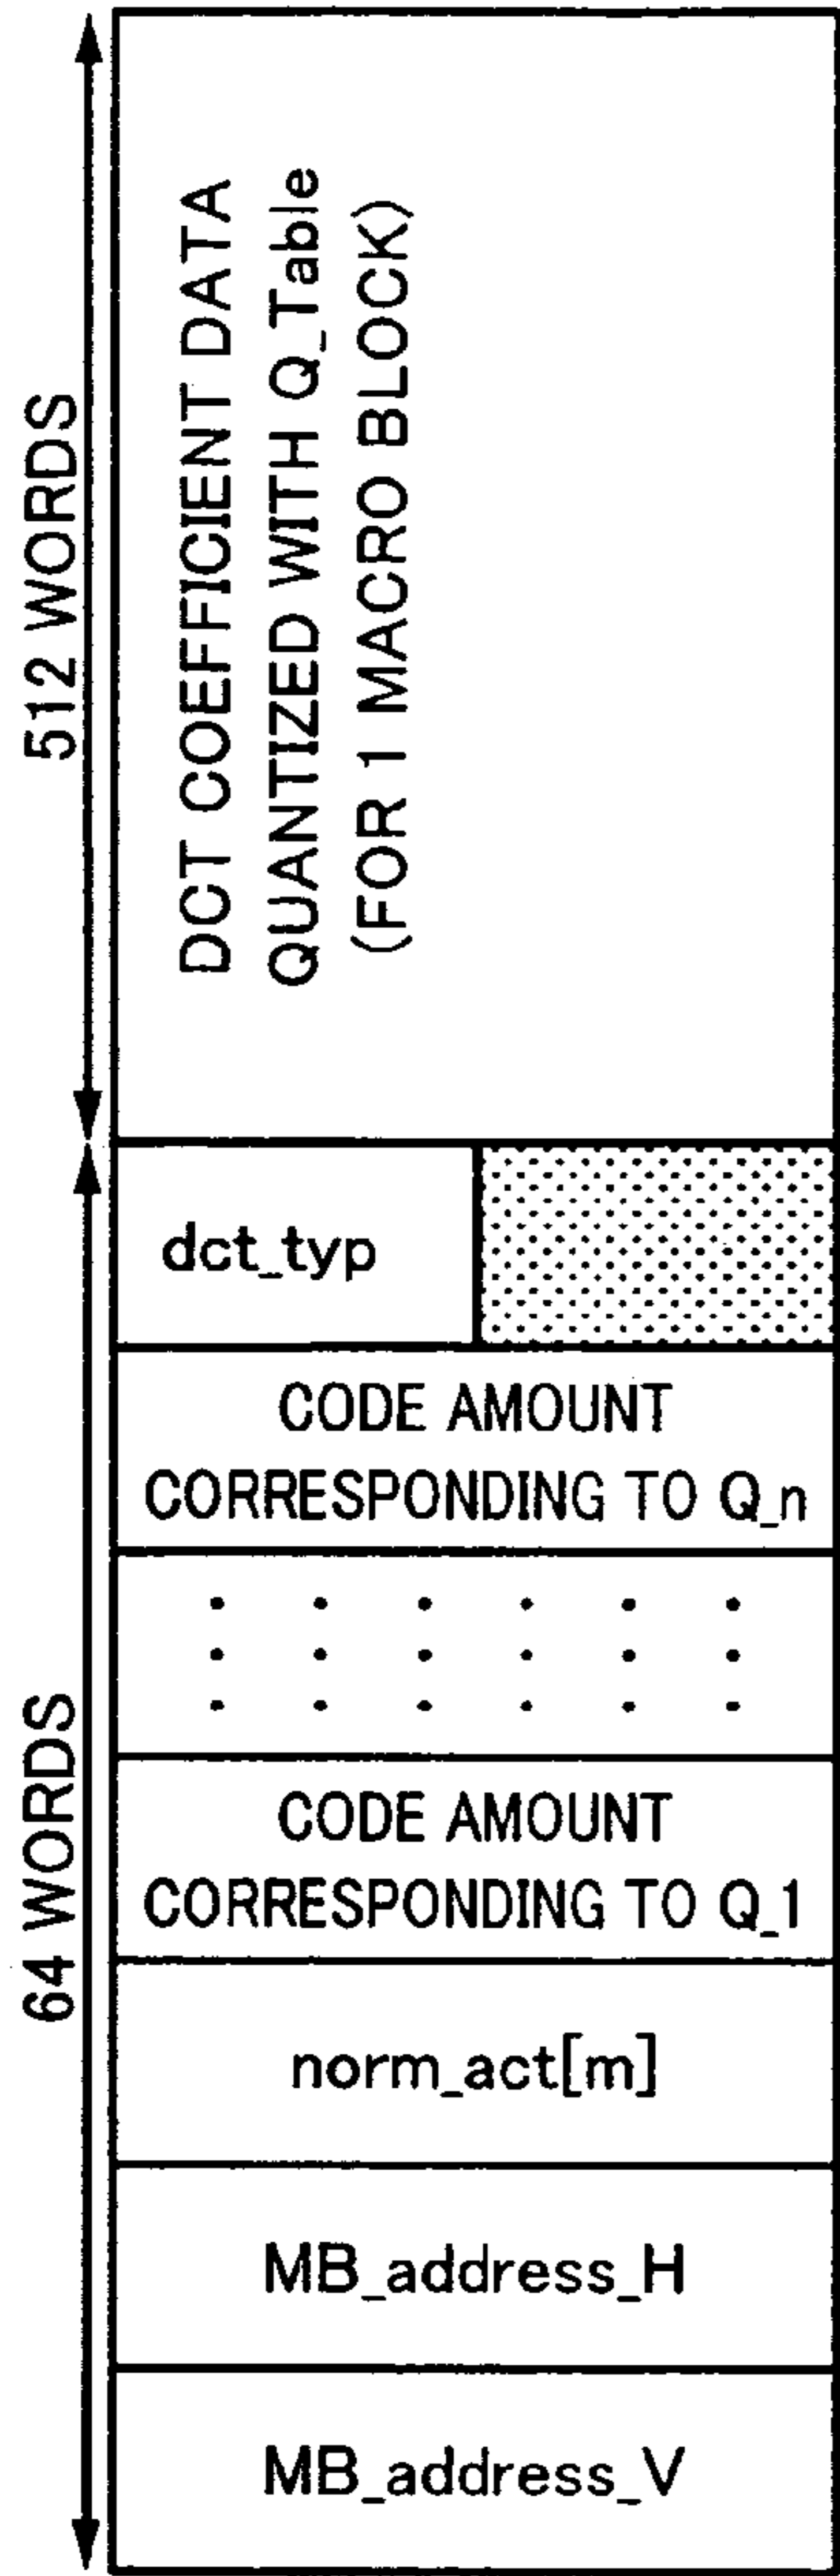 512 WORDS
DCT COEFFICIENT DATA
QUANTIZED WITH Q_Table
(FOR 1 MACRO BLOCK)
64 WORDS
dct_typ
CODE AMOUNT
CORRESPONDING TO Q_n
CODE AMOUNT
CORRESPONDING TO Q_1
norm_act[m]
MB_address_H
MB_address_V